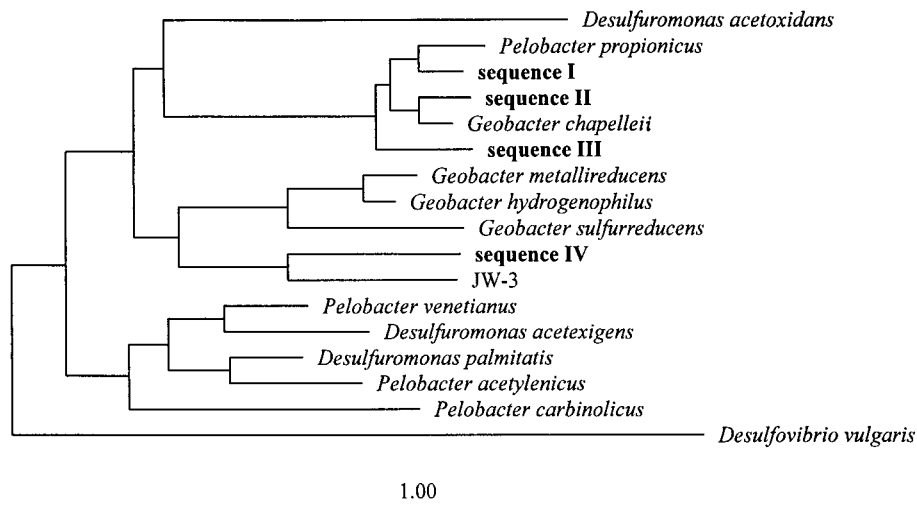 Desulfuromonas acetoxidans
Pelobacter propionicus
sequence I
sequence II
Geobacter chapelleii
sequence III
Geobacter metallireducens
Geobacter hydrogenophilus
Geobacter sulfurreducens
sequence IV
JW-3
Pelobacter venetianus
Desulfuromonas acetexigens
Desulfuromonas palmitatis
Pelobacter acetylenicus
Pelobacter carbinolicus
Desulfovibrio vulgaris
1.00